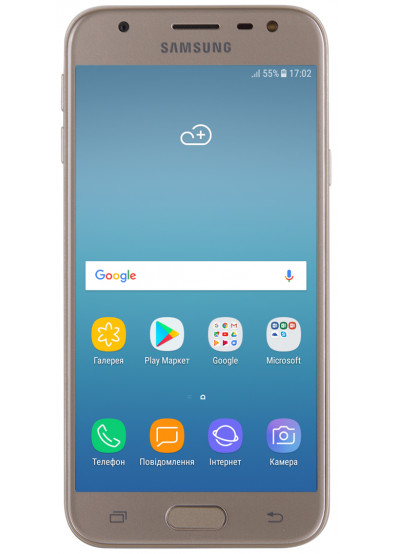 SAMSUNG
55% 17:02
Google
Галерея Play Маркет Google Microsoft
Телефон Повідомлення Інтернет Камера